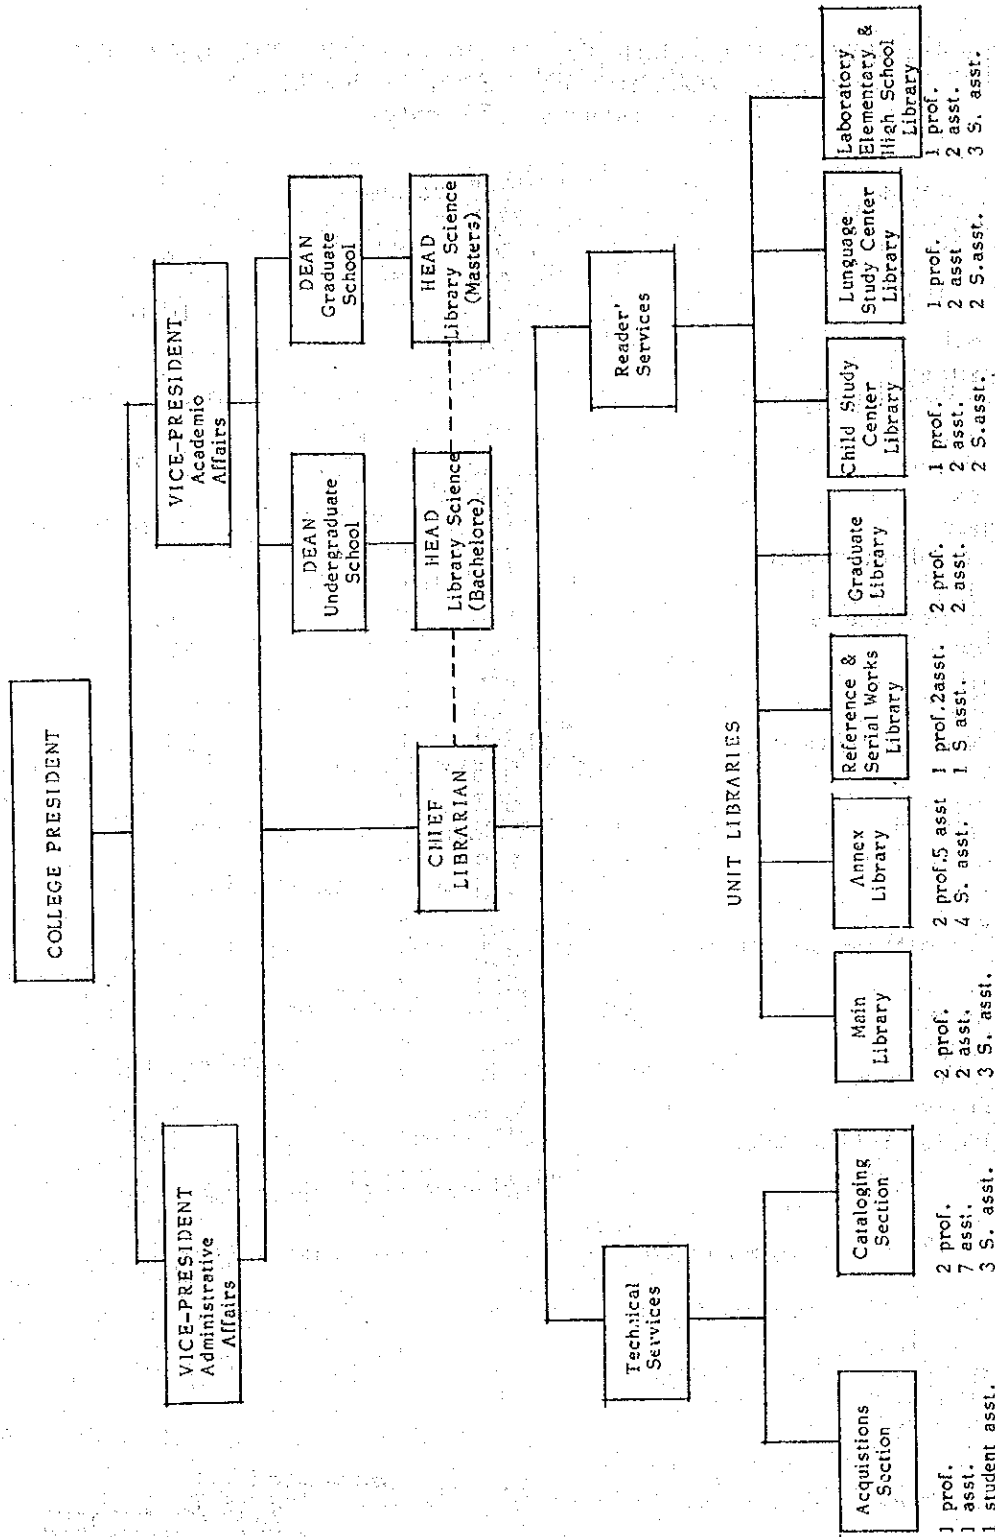 COLLEGE PRESIDENT
VICE-PRESIDENT
Administrative
Affairs
VICE-PRESIDENT
Academio
Affairs
DEAN
Undergraduate
School
DEAN
Graduate
School
CHIEF
LIBRARIAN
HEAD
Library Science
(Bachelore)
HEAD
Library Science
(Masters)
Technical
Services
Reader'
Services
UNIT LIBRARIES
Acquistions
Section
1 prof.
1 asst.
1 student asst.
Cataloging
Section
2 prof.
7 asst.
3 S. asst.
Main
Library
2 prof.
2 asst.
3 S. asst.
Annex
Library
2 prof.5 asst
4 S. asst.
Reference &
Serial Works
Library
1 prof.2asst.
1. S asst.
Graduate
Library
2 prof.
2 asst.
Child Study
Center
Library
1 prof.
2 asst.
2 S.asst.
Lunguage
Study Center
Library
1 prof.
2 asst
2 S.asst.
Laboratory
Elementary &
High School
Library
1 prof.
2 asst.
3 S. asst.